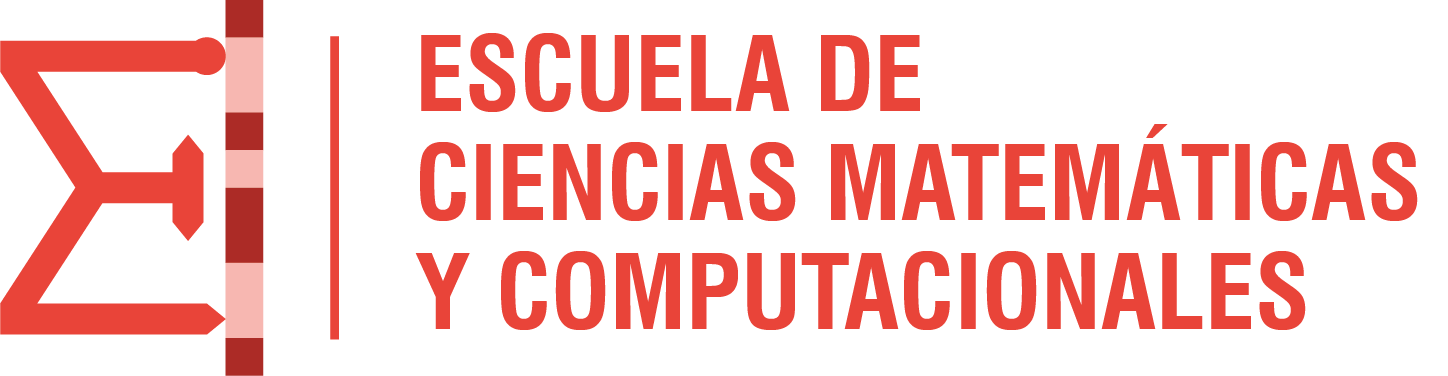 ESCUELA DE
CIENCIAS MATEMÁTICAS
Y COMPUTACIONALES